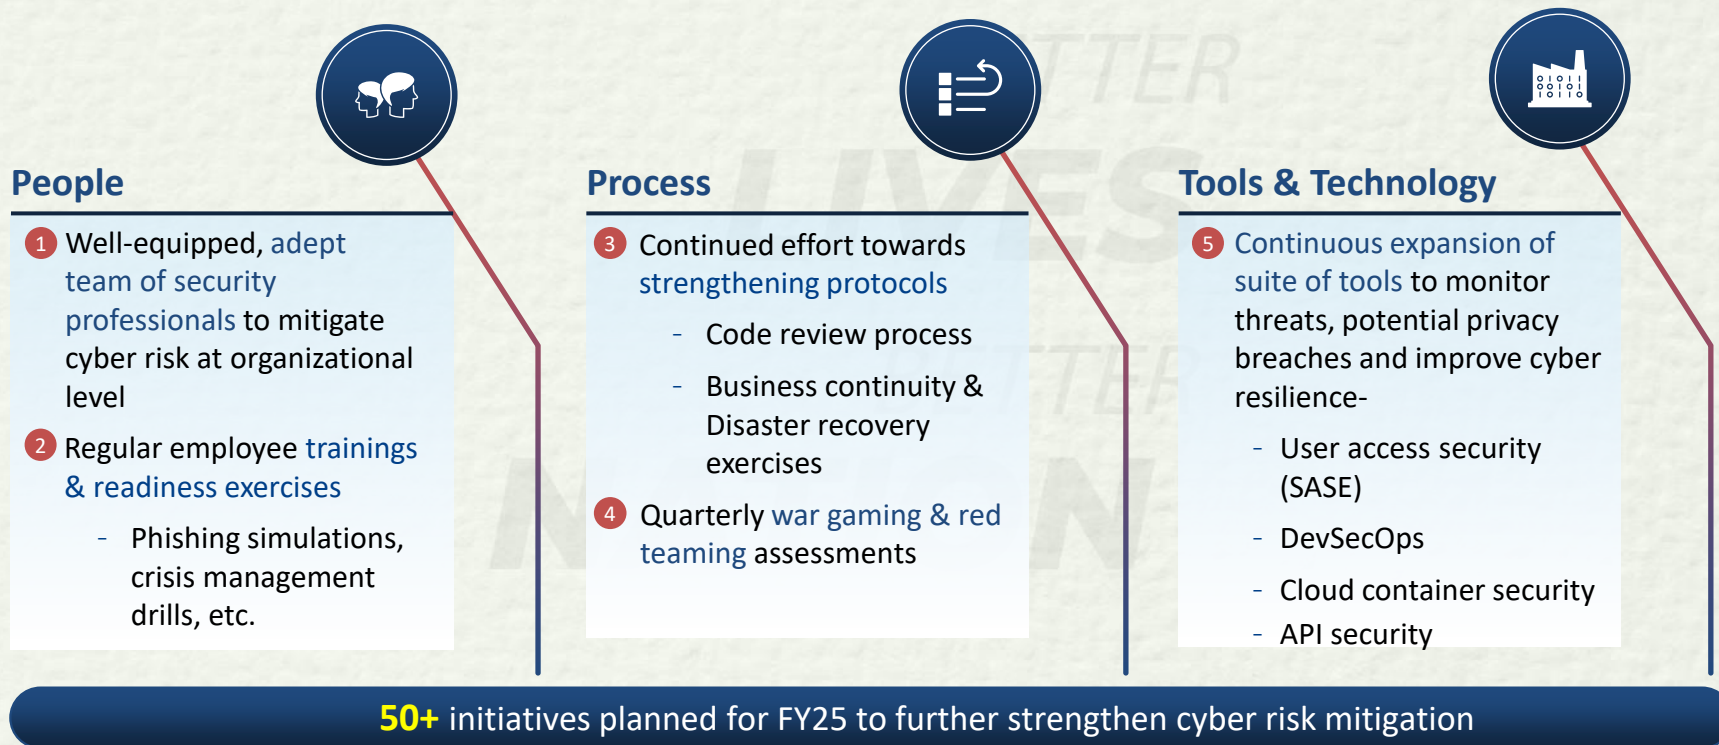 People
1 Well-equipped, adept
team of security
professionals to mitigate
cyber risk at organizational
level
2 Regular employee trainings
& readiness exercises
- Phishing simulations,
crisis management
drills, etc.
Process
3 Continued effort towards
strengthening protocols
- Code review process
- Business continuity &
Disaster recovery
exercises
4 Quarterly war gaming & red
teaming assessments
Tools & Technology
5 Continuous expansion of
suite of tools to monitor
threats, potential privacy
breaches and improve cyber
resilience-
- User access security
(SASE)
- DevSecOps
- Cloud container security
- API security
50+ initiatives planned for FY25 to further strengthen cyber risk mitigation
01011
00100
10110
LIVES